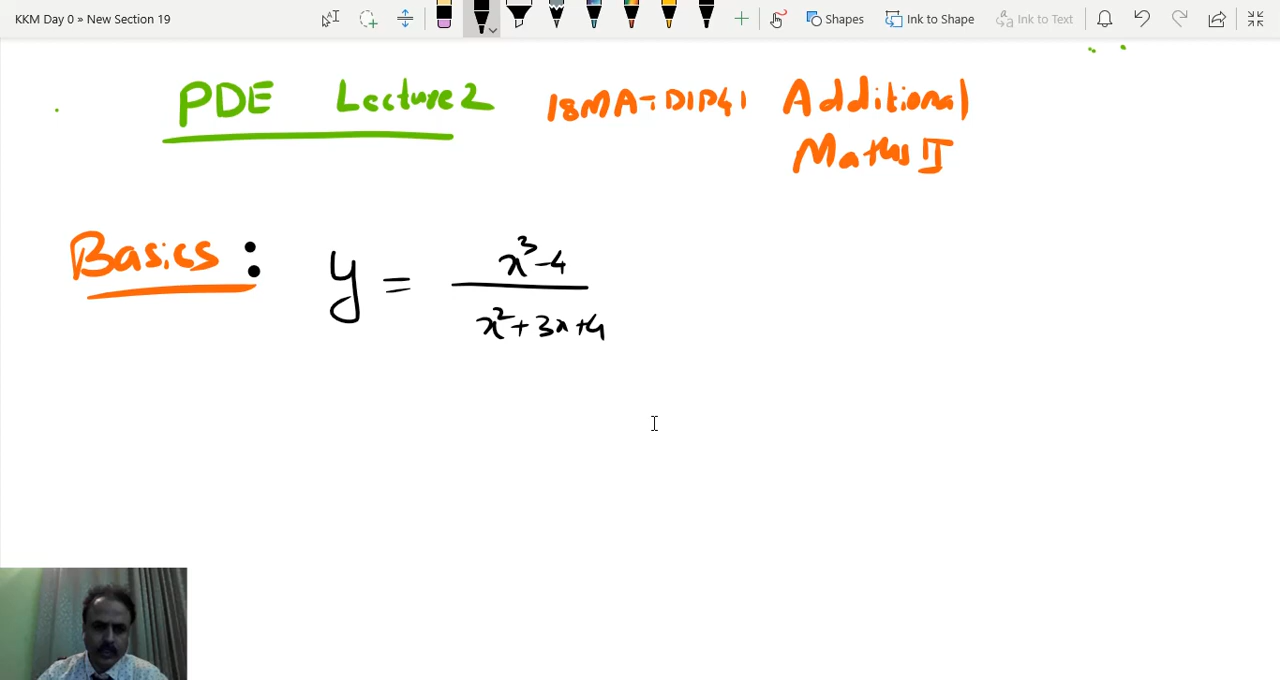 KKM Day 0 » New Section 19
Shapes
Ink to Shape
Ink to Text
PDE Lecture 2 18MA-DIP41 Additional
Maths II
Basics : y = x³-4 / x²+3x+4